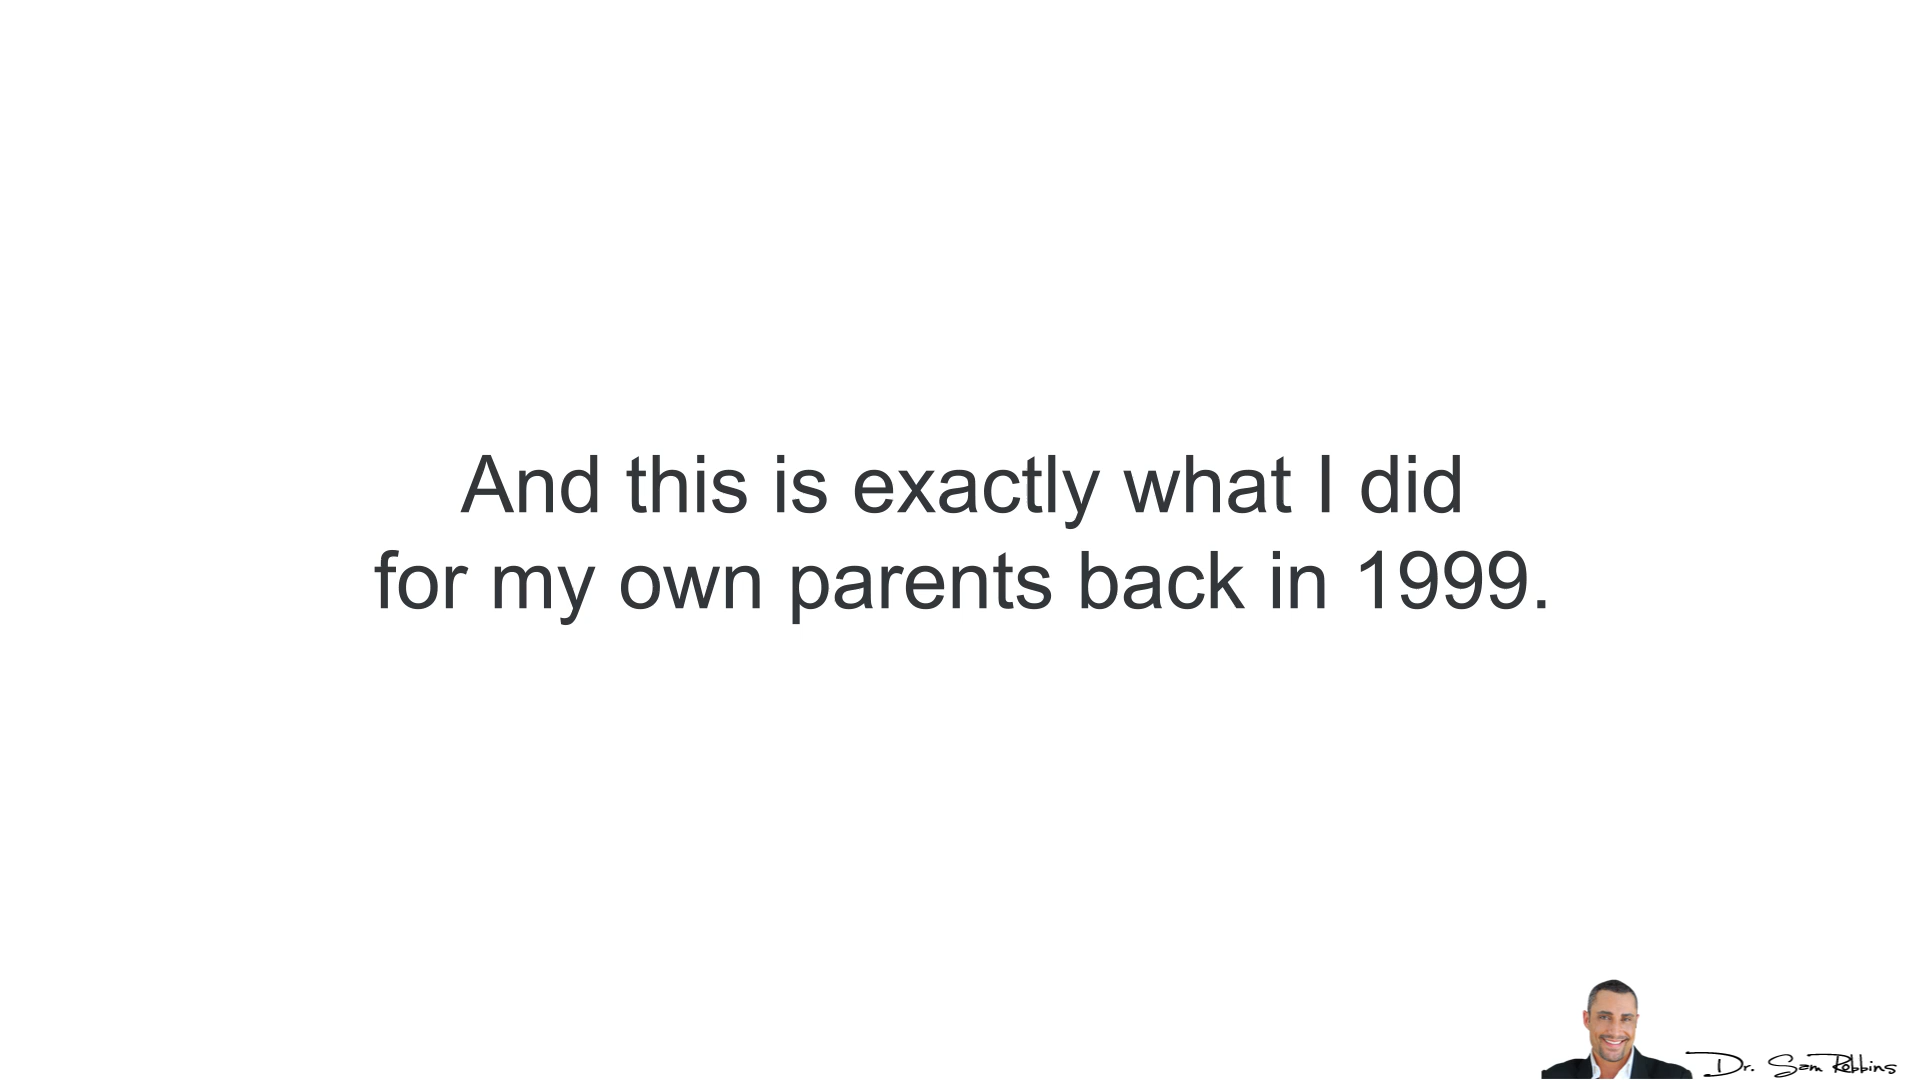 And this is exactly what I did
for my own parents back in 1999.
Dr. Sam Robbins